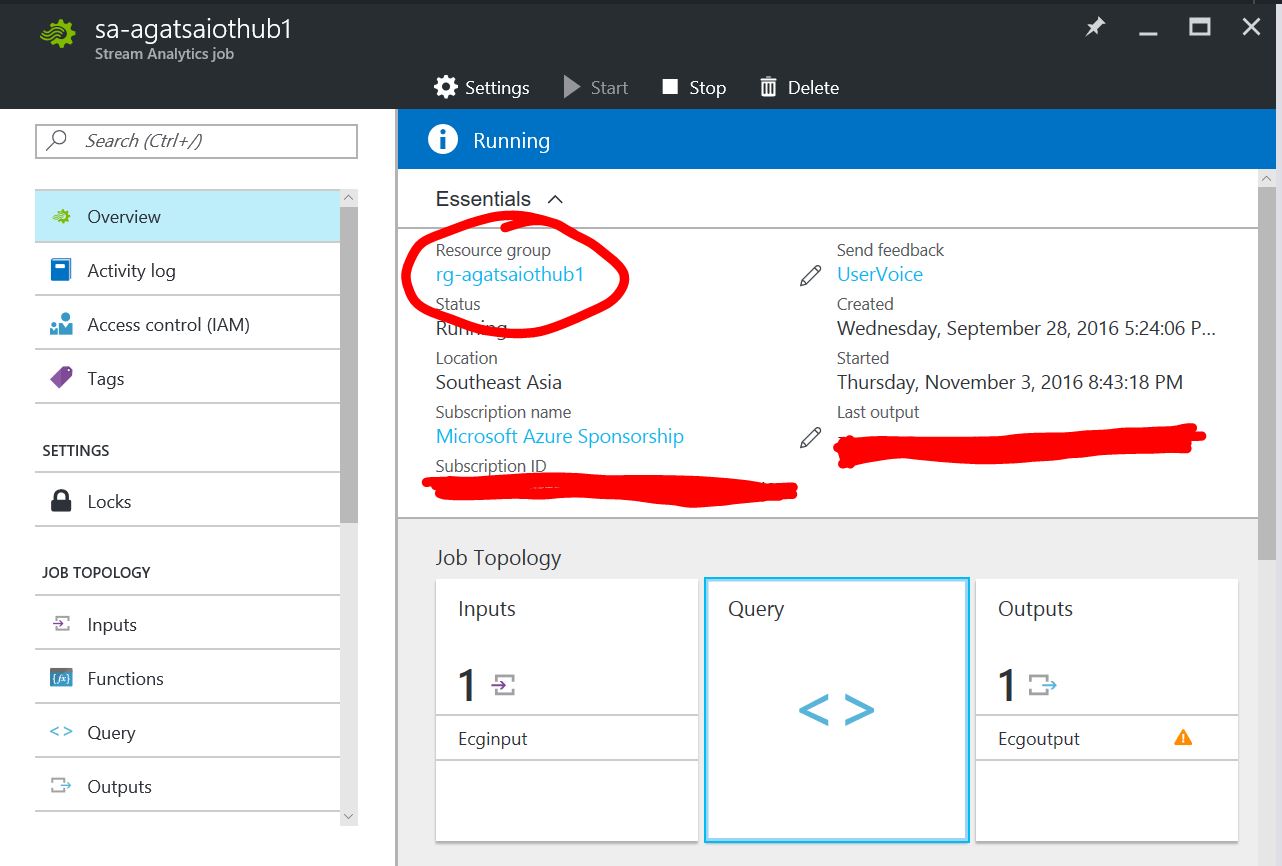 sa-agatsaiothub1
Stream Analytics job
Settings
Start
Stop
Delete
Search (Ctrl+/)
Overview
Activity log
Access control (IAM)
Tags
SETTINGS
Locks
JOB TOPOLOGY
Inputs
Functions
Query
Outputs
Running
Essentials
Resource group
rg-agatsaiothub1
Status
Running
Location
Southeast Asia
Subscription name
Microsoft Azure Sponsorship
Subscription ID
Send feedback
UserVoice
Created
Wednesday, September 28, 2016 5:24:06 P...
Started
Thursday, November 3, 2016 8:43:18 PM
Last output
Job Topology
Inputs
1
Ecginput
Query
< >
Outputs
1
Ecgoutput